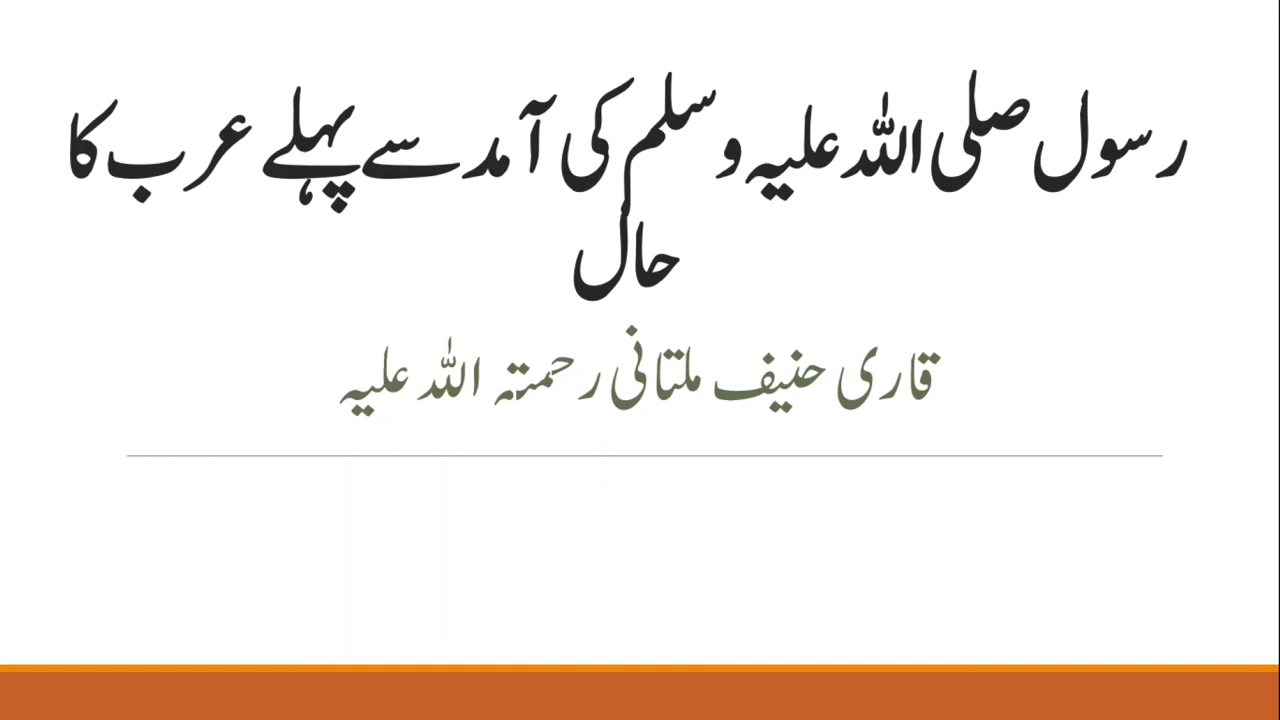 رسول صلی اللہ علیہ وسلم کی آمد سے پہلے عرب کا
حال
قاری حنیف ملتانی رحمتہ اللہ علیہ